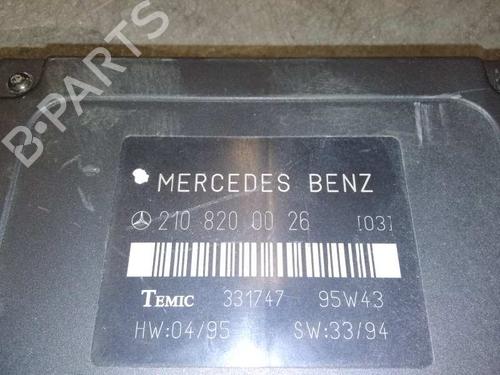 B-PARTS
MERCEDES BENZ
210 820 00 26 [03]
TEMIC 331747 95W43
HW:04/95 SW:33/94